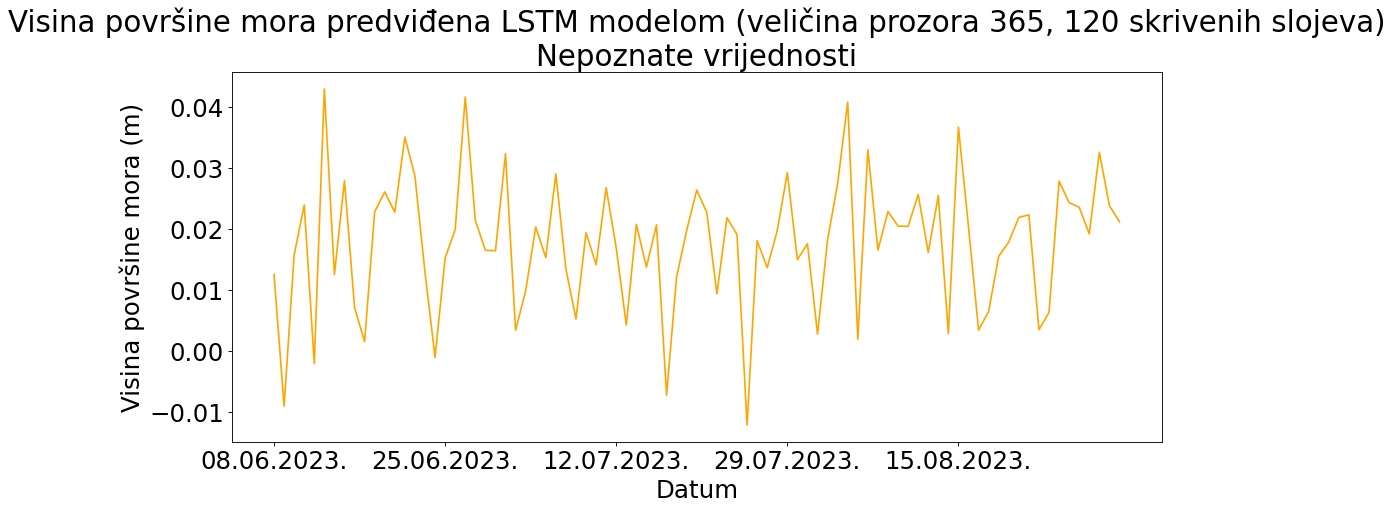 Visina površine mora predviđena LSTM modelom (veličina prozora 365, 120 skrivenih slojeva)
Nepoznate vrijednosti
Visina površine mora (m)
0.04
0.03
0.02
0.01
0.00
−0.01
08.06.2023. 25.06.2023. 12.07.2023. 29.07.2023. 15.08.2023.
Datum